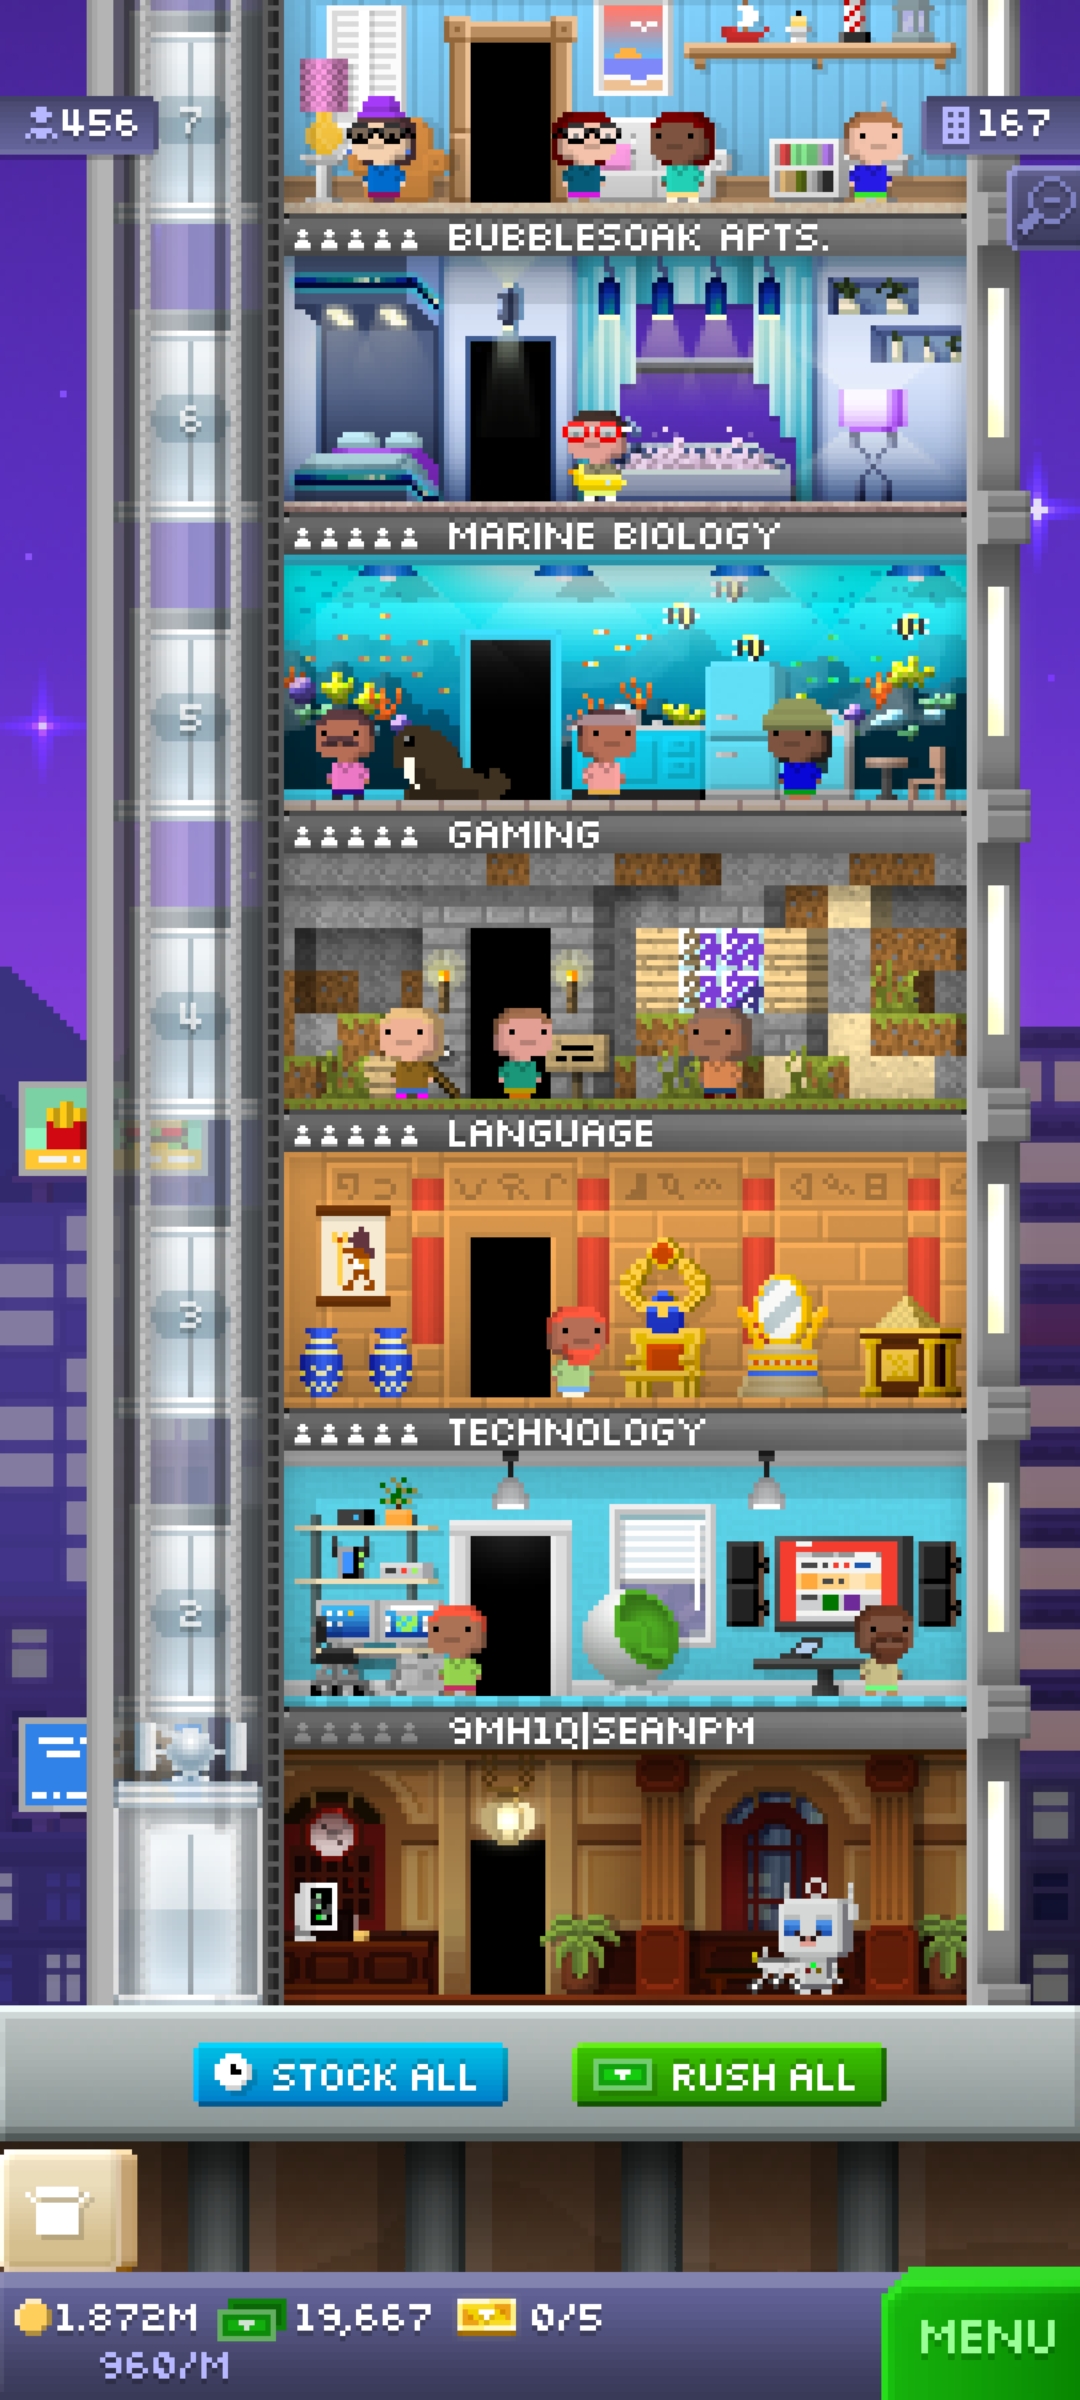 7
456
167
BUBBLESOAK APTS.
6
MARINE BIOLOGY
5
GAMING
4
LANGUAGE
3
TECHNOLOGY
2
9MH1Q|SEANPM
STOCK ALL
RUSH ALL
1.872M
19,667
0/5
MENU
960/M